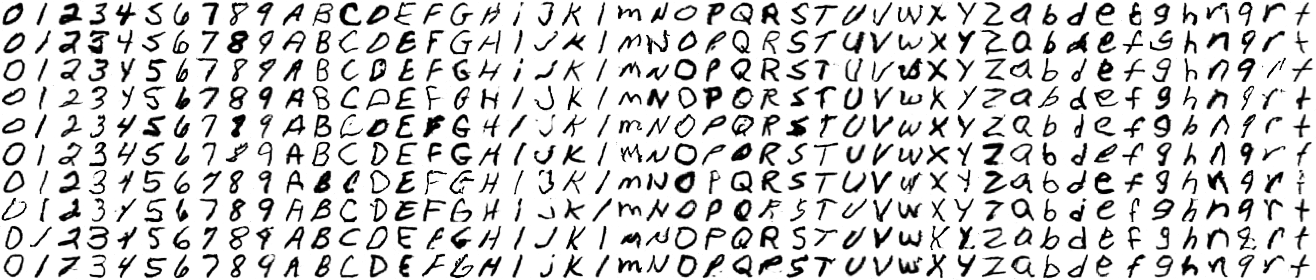 0 1 2 3 4 5 6 7 8 9 A B C D E F G H i J K l m N O P Q R S T U V W X Y Z a b d e f g h n q r t
0 1 2 3 4 5 6 7 8 9 A B C D E F G H I J K l m N O P Q R S T U V W X Y Z a b d e f g h n q r t
0 1 2 3 4 5 6 7 8 9 A B C D E F G H i J K l m N O P Q R S T U V W X Y Z a b d e f g h n q r t
0 1 2 3 4 5 6 7 8 9 A B C D E F G H I J K l m N O P Q R S T U V W X Y Z a b d e f g h n q r t
0 1 2 3 4 5 6 7 8 9 A B C D E F G H I J K l m N O P Q R S T U V W X Y Z a b d e f g h n q r t
0 1 2 3 4 5 6 7 8 9 A B C D E F G H I J K l m N O P Q R S T U V W X Y Z a b d e f g h n q r t
0 1 2 3 4 5 6 7 8 9 A B C D E F G H I J K l m N O P Q R S T U V W X Y Z a b d e f g h n q r t
0 1 2 3 4 5 6 7 8 9 A B C D E F G H I J K l m N O P Q R S T U V W X Y Z a b d e f g h n q r t
0 1 2 3 4 5 6 7 8 9 A B C D E F G H I J K l m N O P Q R S T U V W X Y Z a b d e f g h n q r t
0 1 2 3 4 5 6 7 8 9 A B C D E F G H I J K l m N O P Q R S T U V W X Y Z a b d e f g h n q r t